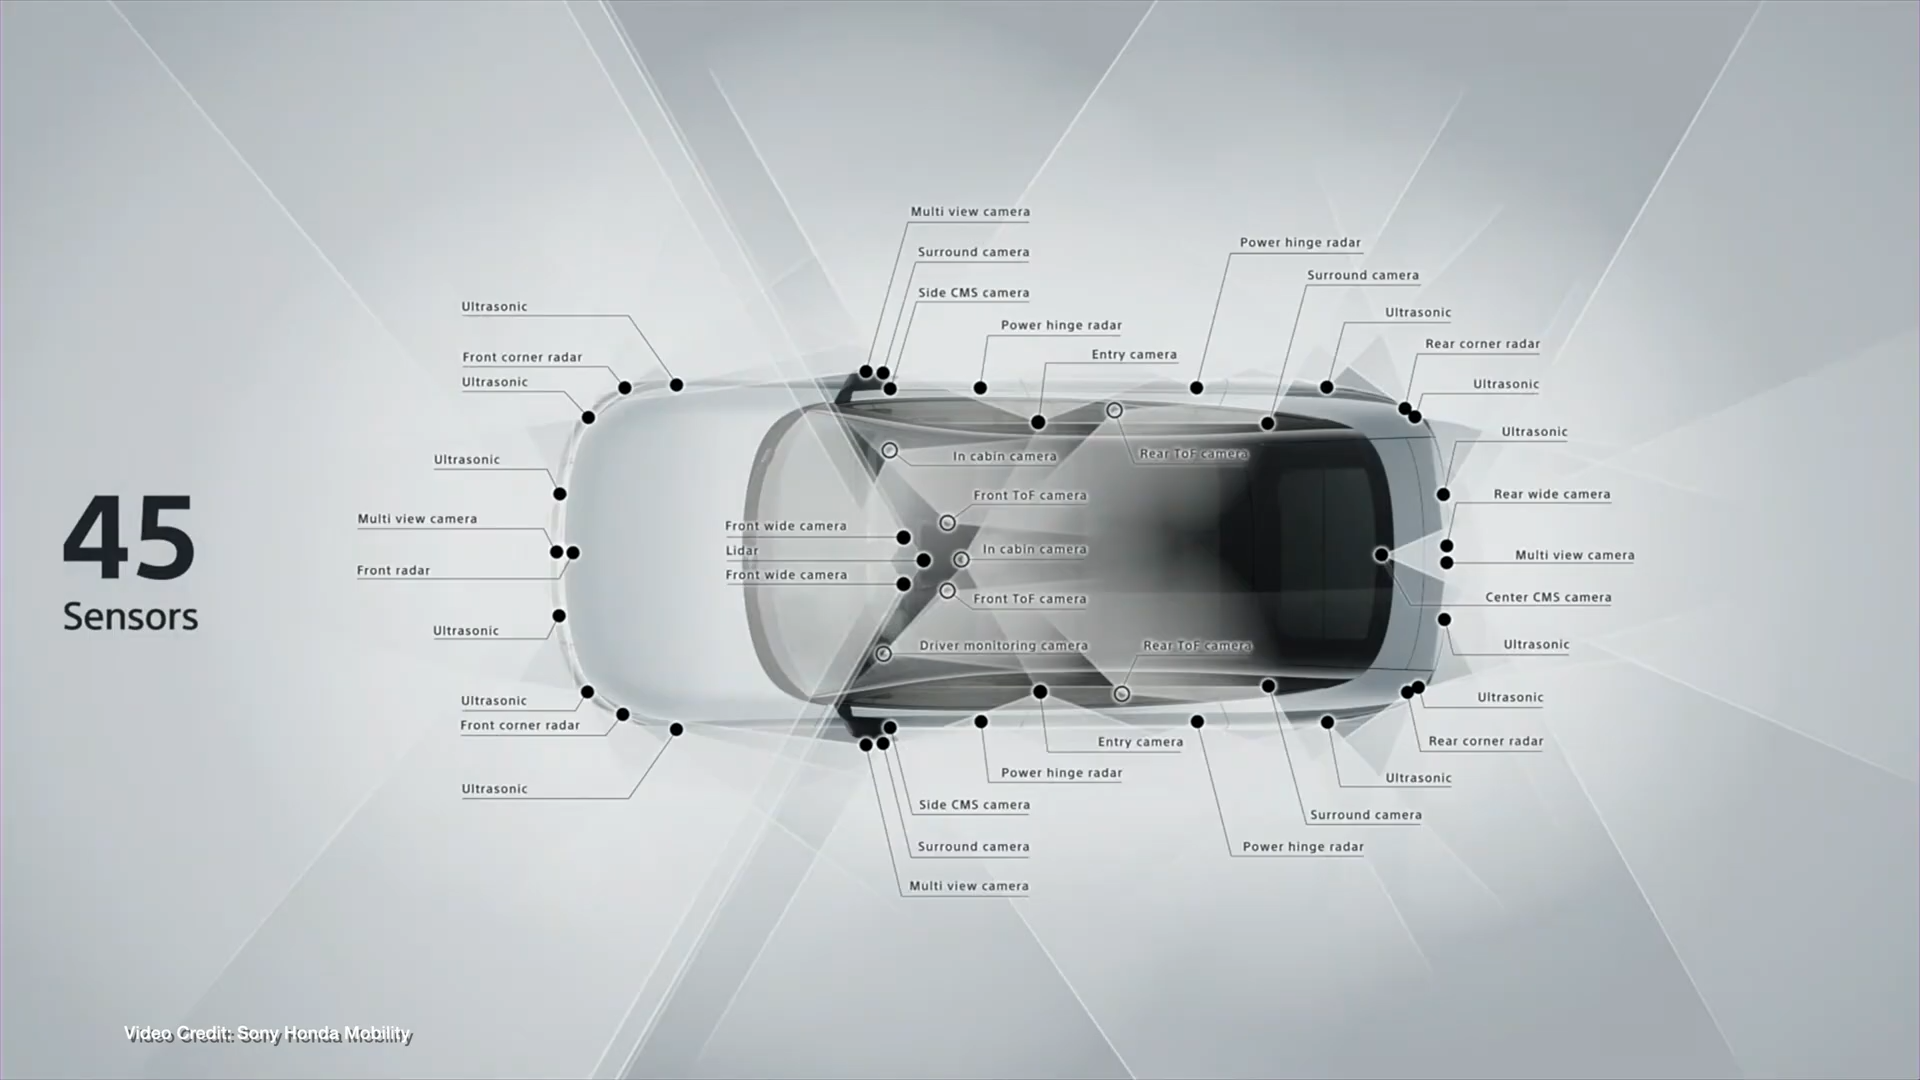 Multi view camera
Power hinge radar
Surround camera
Surround camera
Side CMS camera
Ultrasonic
Ultrasonic
Power hinge radar
Rear corner radar
Entry camera
Front corner radar
Ultrasonic
Ultrasonic
Ultrasonic
Rear ToF camera
In cabin camera
Ultrasonic
Rear wide camera
Front ToF camera
45
Sensors
Multi view camera
Front wide camera
In cabin camera
Lidar
Multi view camera
Front radar
Front wide camera
Center CMS camera
Front ToF camera
Ultrasonic
Ultrasonic
Driver monitoring camera
Rear ToF camera
Ultrasonic
Ultrasonic
Front corner radar
Entry camera
Rear corner radar
Power hinge radar
Ultrasonic
Ultrasonic
Side CMS camera
Surround camera
Surround camera
Power hinge radar
Multi view camera
Video Credit: Sony Honda Mobility